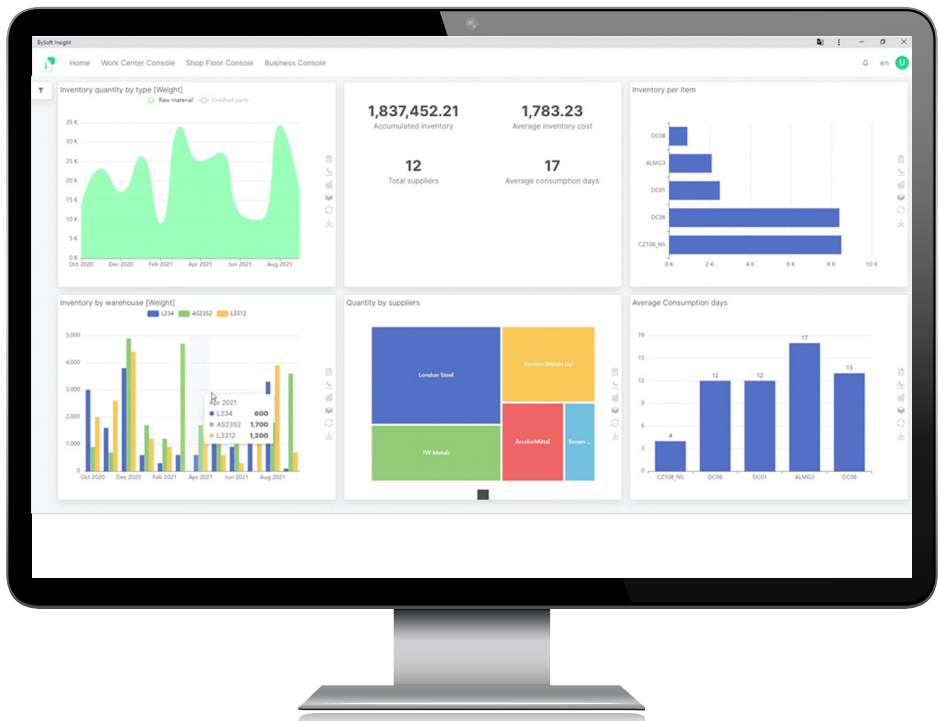 BySoft Insight
Home Work Center Console Shop Floor Console Business Console
en U
Inventory quantity by type [Weight]
Raw material Finished parts
35 K
30 K
25 K
20 K
15 K
10 K
5 K
0 K
Oct 2020 Dec 2020 Feb 2021 Apr 2021 Jun 2021 Aug 2021
1,837,452.21 1,783.23
Accumulated inventory Average inventory cost
12 17
Total suppliers Average consumption days
Inventory per item
DC08
ALMG3
DC01
DC06
CZ108_NS
0 K 2 K 4 K 6 K 8 K 10 K
Inventory by warehouse [Weight]
L234 AS2352 L3312
5,000
4,000
3,000
2,000
1,000
0
Apr 2021
L234 600
AS2352 1,700
L3312 1,200
Oct 2020 Dec 2020 Feb 2021 Apr 2021 Jun 2021 Aug 2021
Quantity by suppliers
London Steel
Hanton Metals Ltd
TW Metals
ArcelorMittal
Brown ...
Average Consumption days
18
15
12
9
6
3
0
4 12 12 17 13
CZ108_NS DC06 DC01 ALMG3 DC08